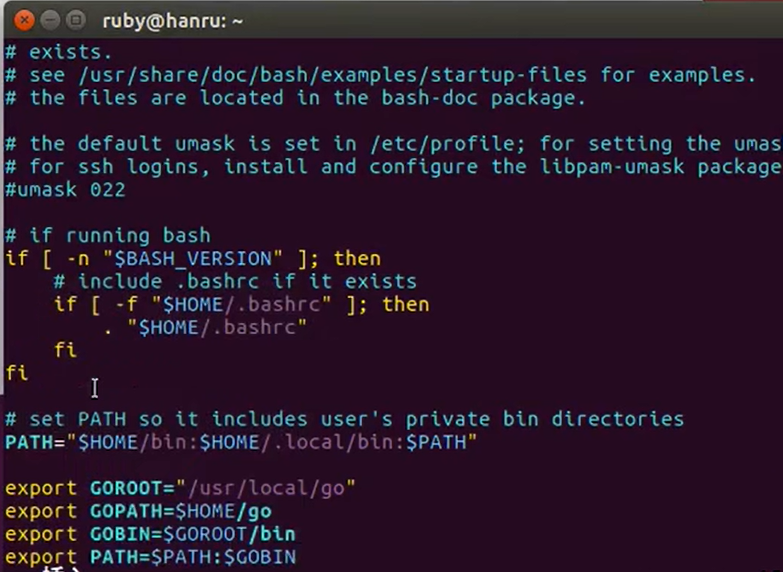 ruby@hanru: ~
# exists.
# see /usr/share/doc/bash/examples/startup-files for examples.
# the files are located in the bash-doc package.
# the default umask is set in /etc/profile; for setting the umas
# for ssh logins, install and configure the libpam-umask package
#umask 022
# if running bash
if [ -n "$BASH_VERSION" ]; then
    # include .bashrc if it exists
    if [ -f "$HOME/.bashrc" ]; then
        . "$HOME/.bashrc"
    fi
fi
# set PATH so it includes user's private bin directories
PATH="$HOME/bin:$HOME/.local/bin:$PATH"
export GOROOT="/usr/local/go"
export GOPATH=$HOME/go
export GOBIN=$GOROOT/bin
export PATH=$PATH:$GOBIN